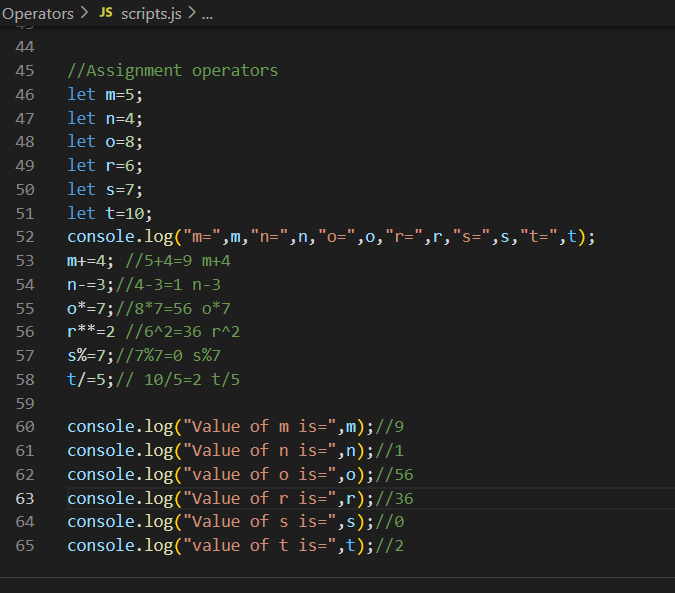 Operators > JS scripts.js > ...
44
45 //Assignment operators
46 let m=5;
47 let n=4;
48 let o=8;
49 let r=6;
50 let s=7;
51 let t=10;
52 console.log("m=",m,"n=",n,"o=",o,"r=",r,"s=",s,"t=",t);
53 m+=4; //5+4=9 m+4
54 n-=3;//4-3=1 n-3
55 o*=7;//8*7=56 o*7
56 r**=2 //6^2=36 r^2
57 s%=7;//7%7=0 s%7
58 t/=5;// 10/5=2 t/5
59
60 console.log("Value of m is=",m);//9
61 console.log("Value of n is=",n);//1
62 console.log("Value of o is=",o);//56
63 console.log("Value of r is=",r);//36
64 console.log("Value of s is=",s);//0
65 console.log("value of t is=",t);//2